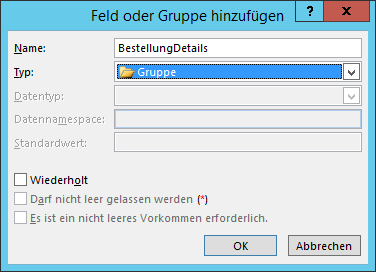 Feld oder Gruppe hinzufügen
?
Name: BestellungDetails
Typ: Gruppe
Datentyp:
Datennamespace:
Standardwert:
Wiederholt
Darf nicht leer gelassen werden (*)
Es ist ein nicht leeres Vorkommen erforderlich.
OK Abbrechen